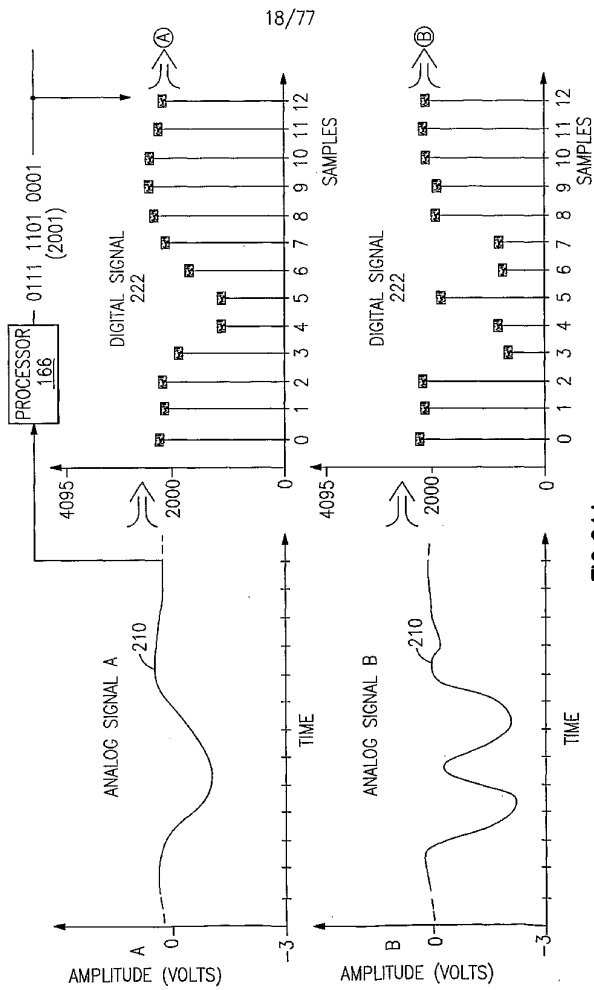 18/77
PROCESSOR
166
0111 1101 0001
(2001)
A
0
-3
AMPLITUDE (VOLTS)
ANALOG SIGNAL A
210
TIME
4095
2000
0
DIGITAL SIGNAL
222
0 1 2 3 4 5 6 7 8 9 10 11 12
SAMPLES
A
B
0
-3
AMPLITUDE (VOLTS)
ANALOG SIGNAL B
210
TIME
4095
2000
0
DIGITAL SIGNAL
222
0 1 2 3 4 5 6 7 8 9 10 11 12
SAMPLES
B